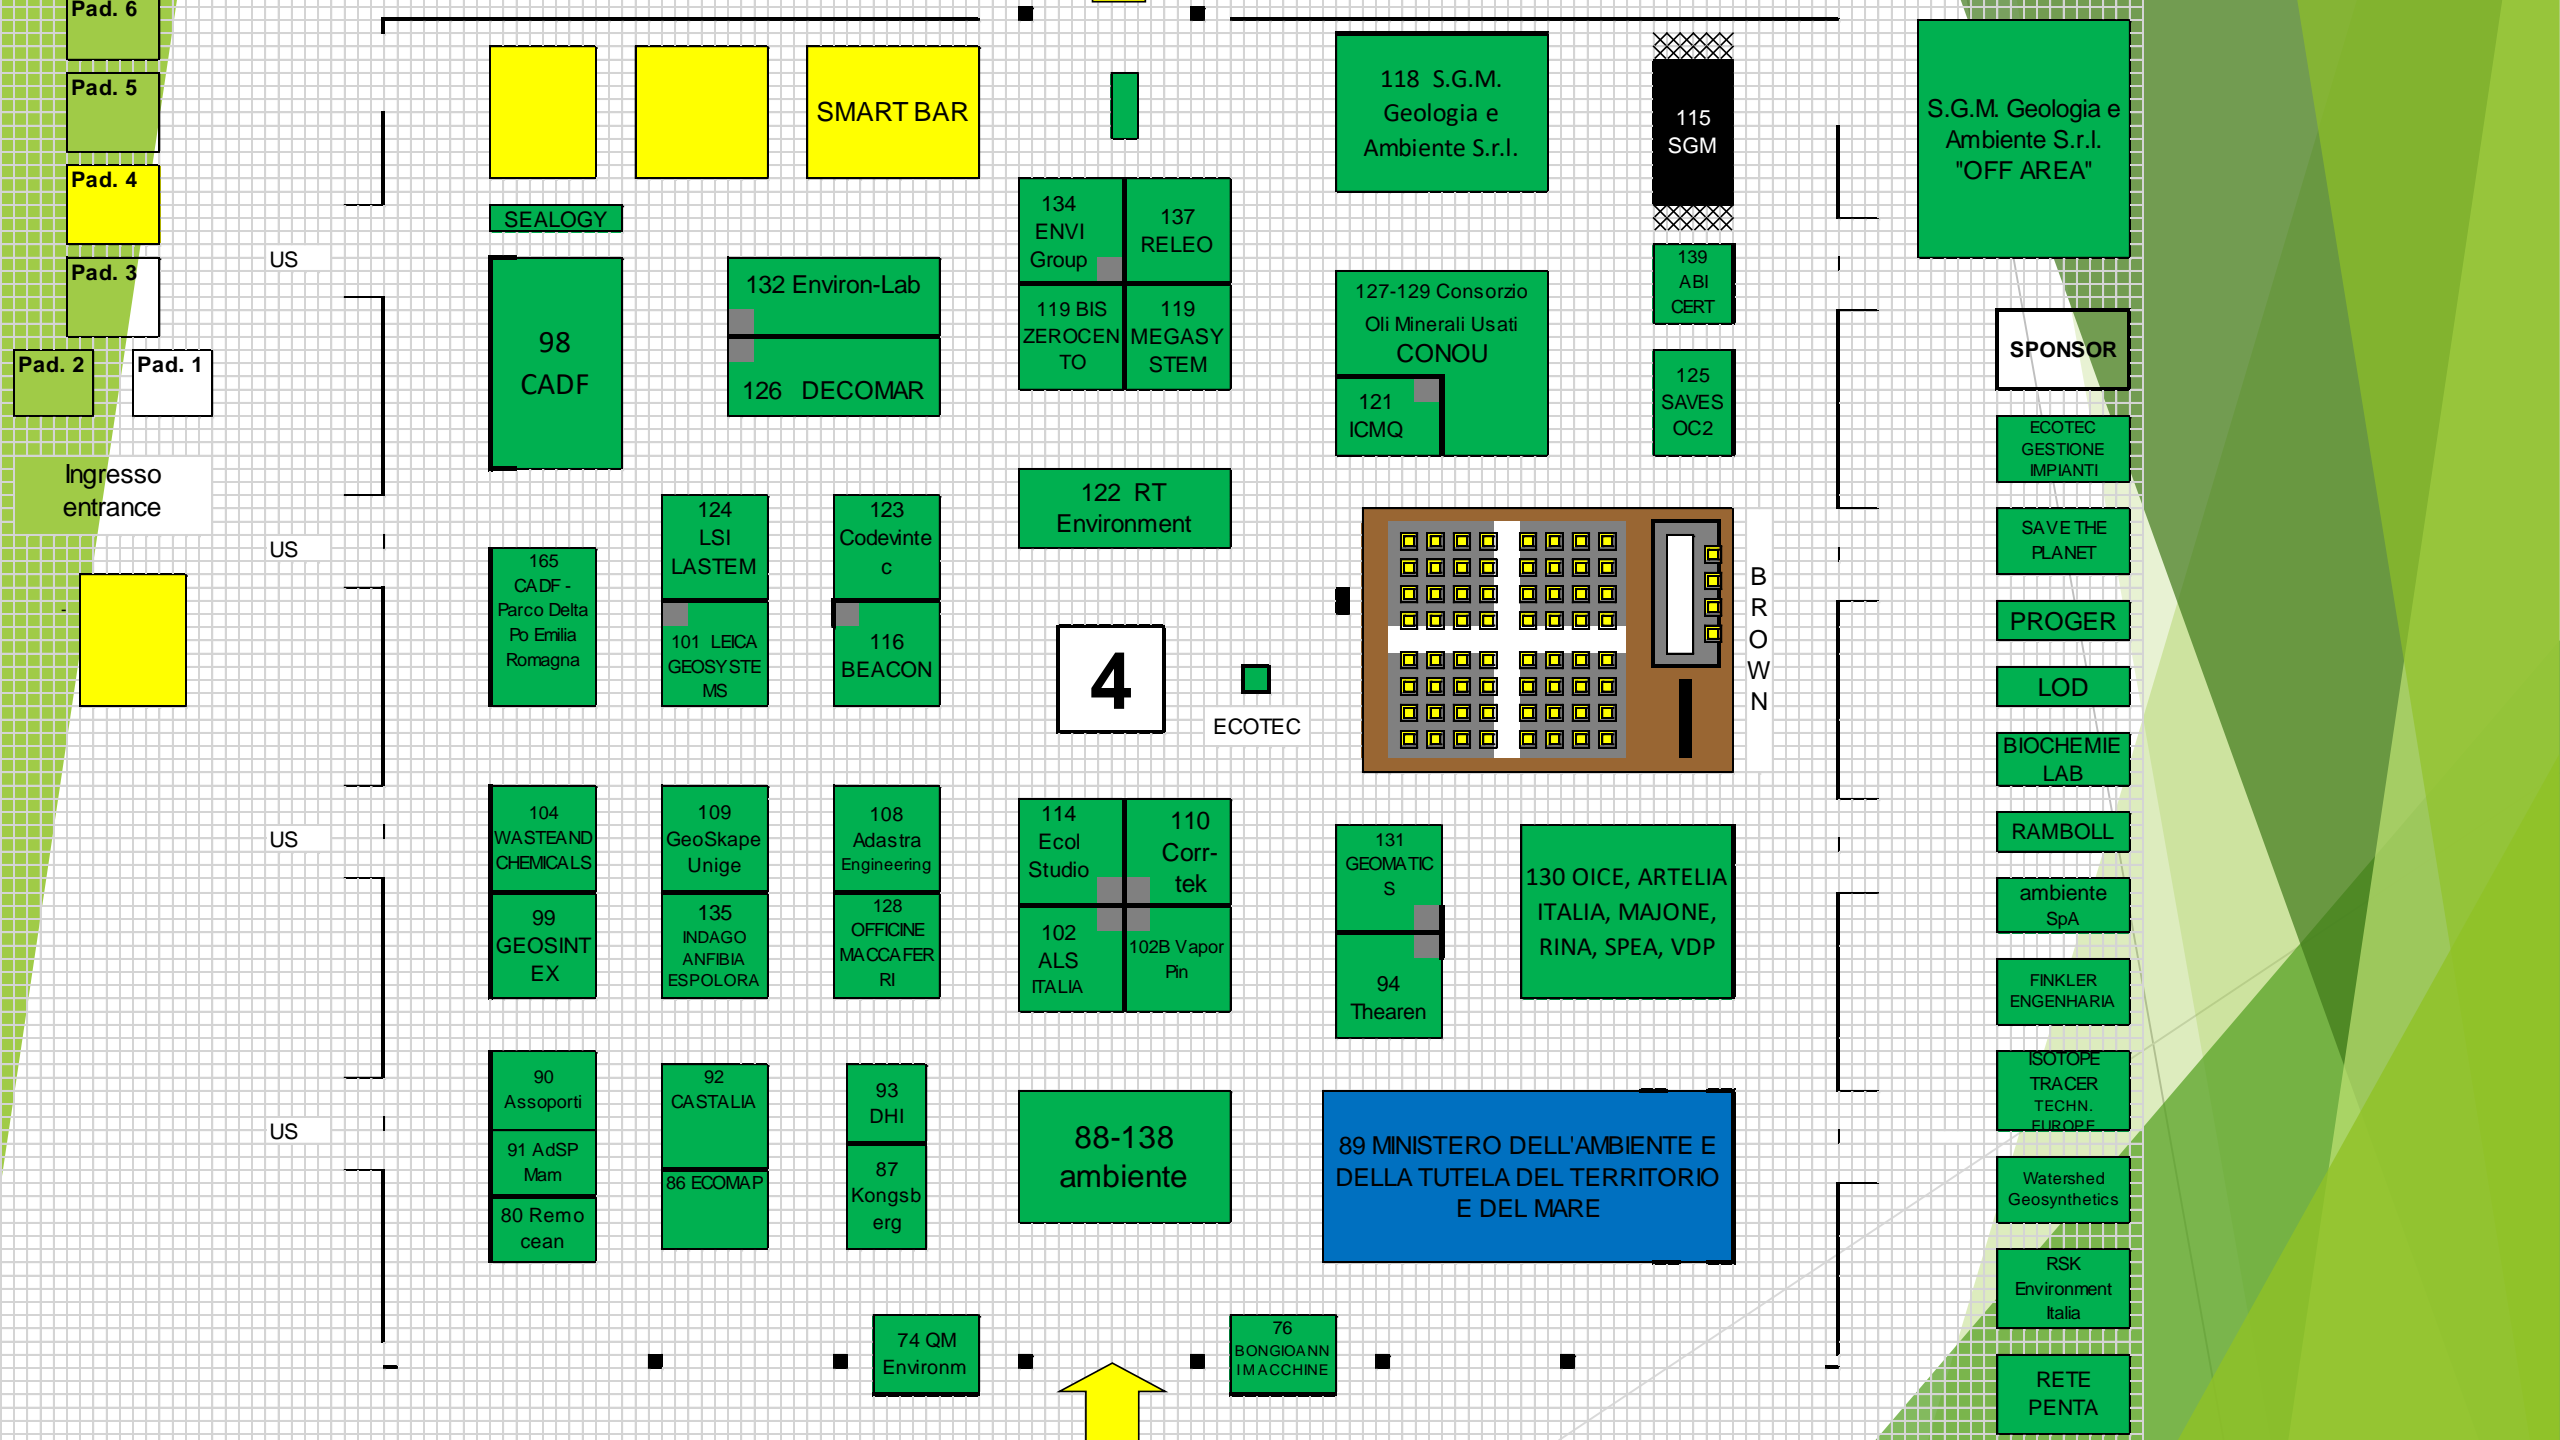 Pad. 6
Pad. 5
Pad. 4
Pad. 3
Pad. 2
Pad. 1
Ingresso
entrance
US
US
US
US
-
SMART BAR
SEALOGY
98
CADF
132 Environ-Lab
126 DECOMAR
134
ENVI
Group
137
RELEO
119 BIS
ZEROCEN
TO
119
MEGASY
STEM
118 S.G.M.
Geologia e
Ambiente S.r.l.
115
SGM
S.G.M. Geologia e
Ambiente S.r.l.
"OFF AREA"
139
ABI
CERT
127-129 Consorzio
Oli Minerali Usati
CONOU
121
ICMQ
125
SAVES
OC2
165
CADF -
Parco Delta
Po Emilia
Romagna
124
LSI
LASTEM
101 LEICA
GEOSYSTE
MS
123
Codevinte
c
116
BEACON
122 RT
Environment
4
ECOTEC
B
R
O
W
N
104
WASTEAND
CHEMICALS
99
GEOSINT
EX
109
GeoSkape
Unige
135
INDAGO
ANFIBIA
ESPOLORA
108
Adastra
Engineering
128
OFFICINE
MACCAFER
RI
114
Ecol
Studio
110
Corr-
tek
102
ALS
ITALIA
102B Vapor
Pin
131
GEOMATIC
S
94
Thearen
130 OICE, ARTELIA
ITALIA, MAJONE,
RINA, SPEA, VDP
90
Assoporti
91 AdSP
Mam
80 Remo
cean
92
CASTALIA
86 ECOMAP
93
DHI
87
Kongsb
erg
88-138
ambiente
89 MINISTERO DELL'AMBIENTE E
DELLA TUTELA DEL TERRITORIO
E DEL MARE
74 QM
Environm
76
BONGIOANN
I MACCHINE
SPONSOR
ECOTEC
GESTIONE
IMPIANTI
SAVE THE
PLANET
PROGER
LOD
BIOCHEMIE
LAB
RAMBOLL
ambiente
SpA
FINKLER
ENGENHARIA
ISOTOPE
TRACER
TECHN.
EUROPE
Watershed
Geosynthetics
RSK
Environment
Italia
RETE
PENTA